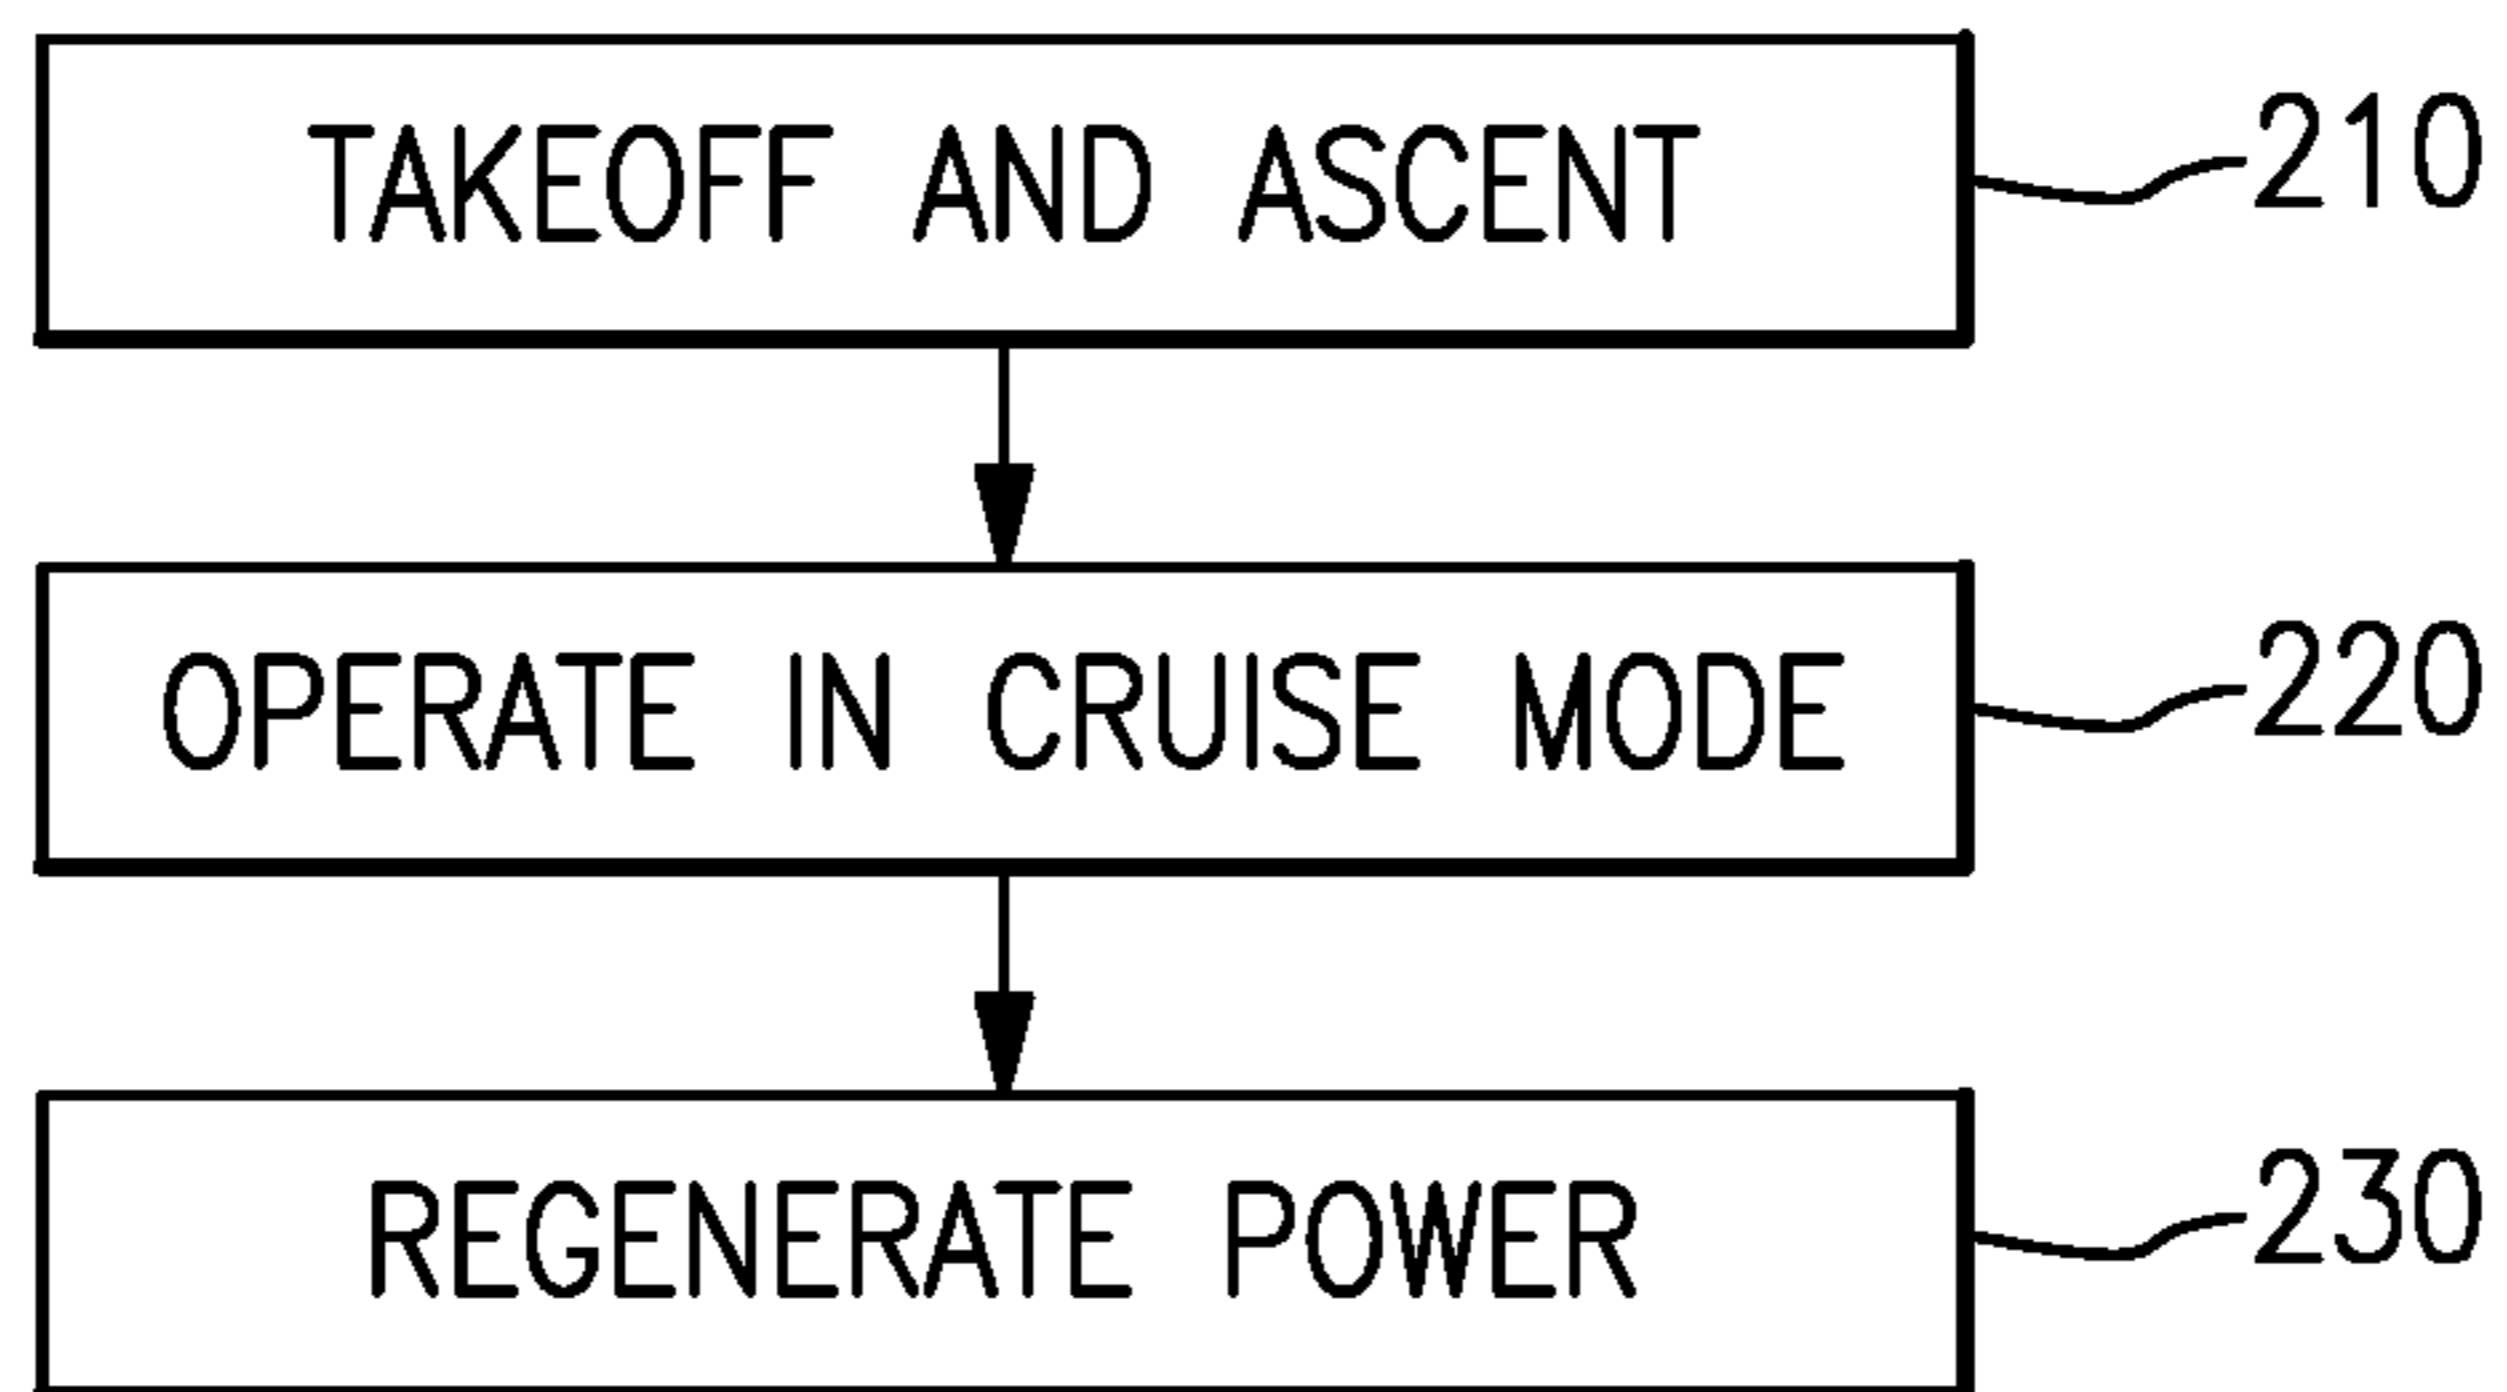 TAKEOFF AND ASCENT 210
OPERATE IN CRUISE MODE 220
REGENERATE POWER 230